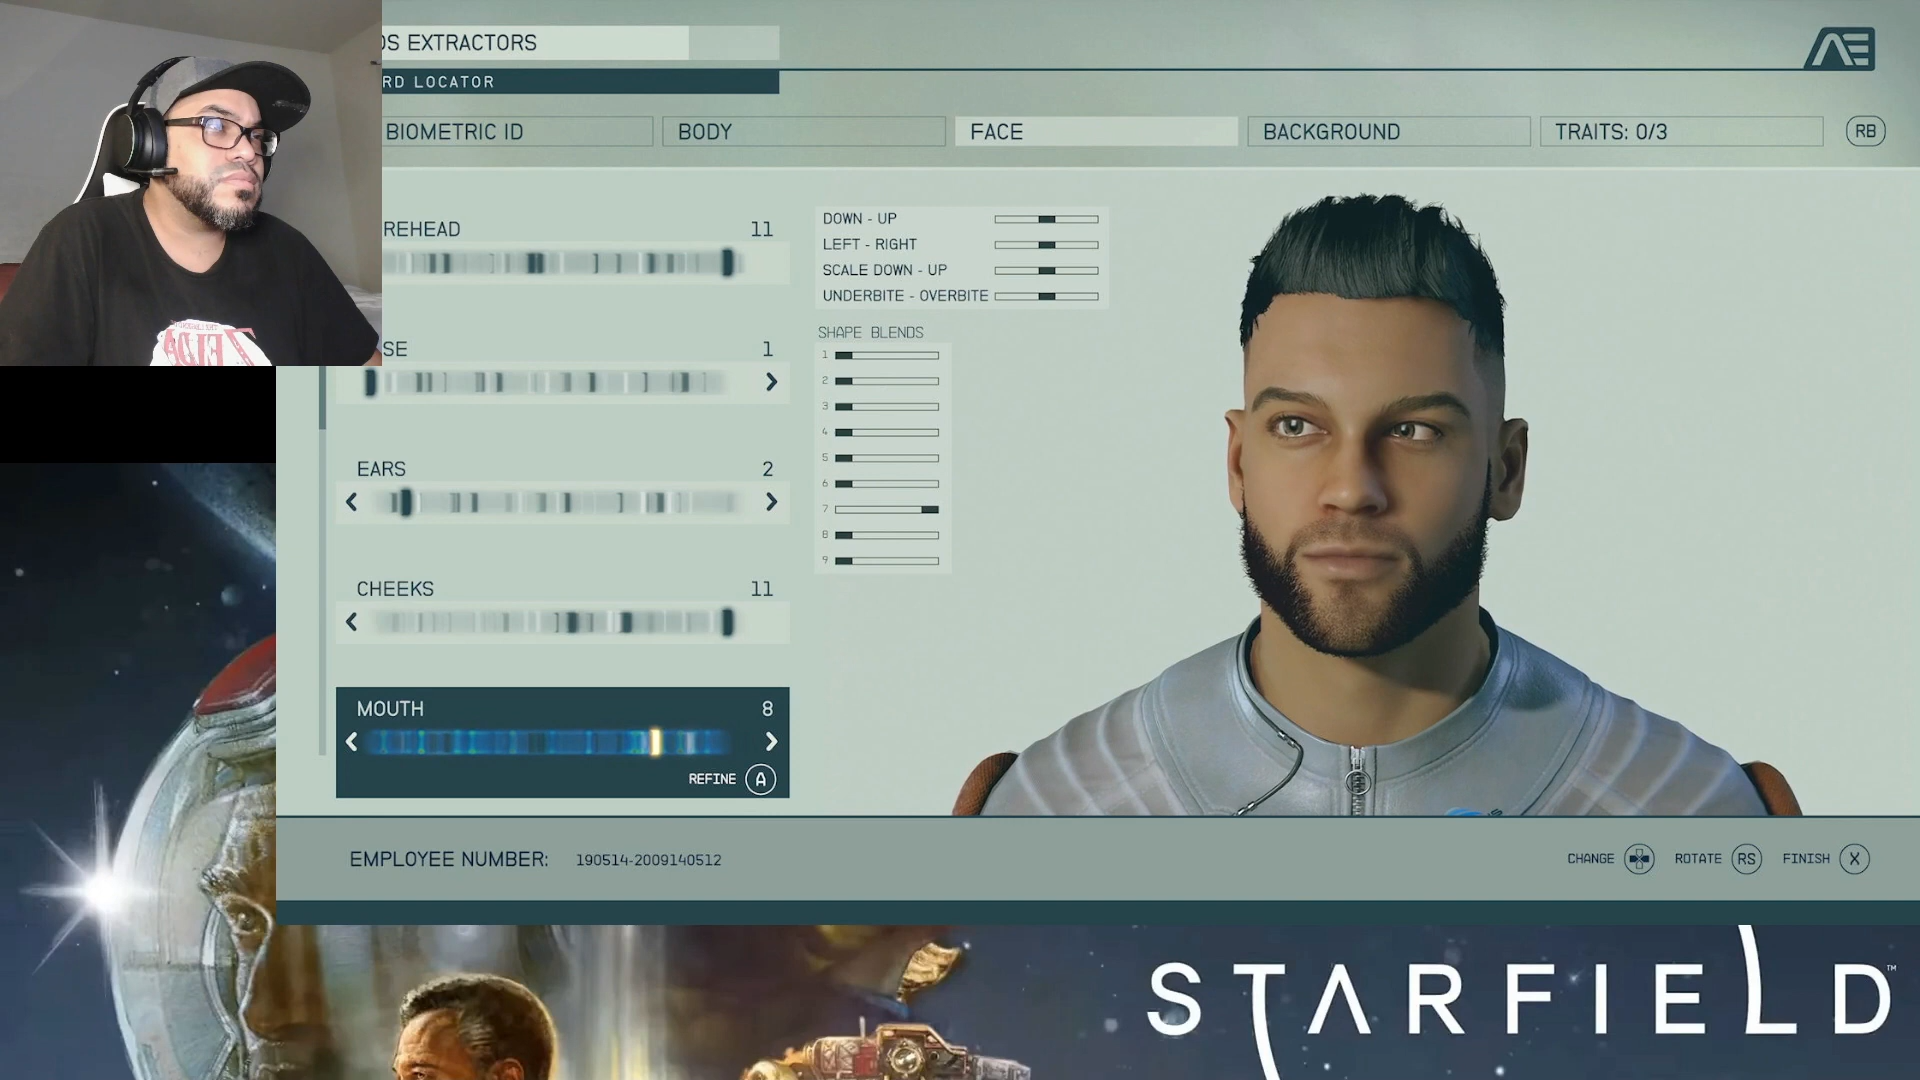 OS EXTRACTORS
RD LOCATOR
BIOMETRIC ID
BODY
FACE
BACKGROUND
TRAITS: 0/3
RB
REHEAD 11
SE 1
EARS 2
CHEEKS 11
MOUTH 8
REFINE A
DOWN - UP
LEFT - RIGHT
SCALE DOWN - UP
UNDERBITE - OVERBITE
SHAPE BLENDS
1
2
3
4
5
6
7
8
9
EMPLOYEE NUMBER: 190514-2009140512
CHANGE
ROTATE RS
FINISH X
STARFIELD™